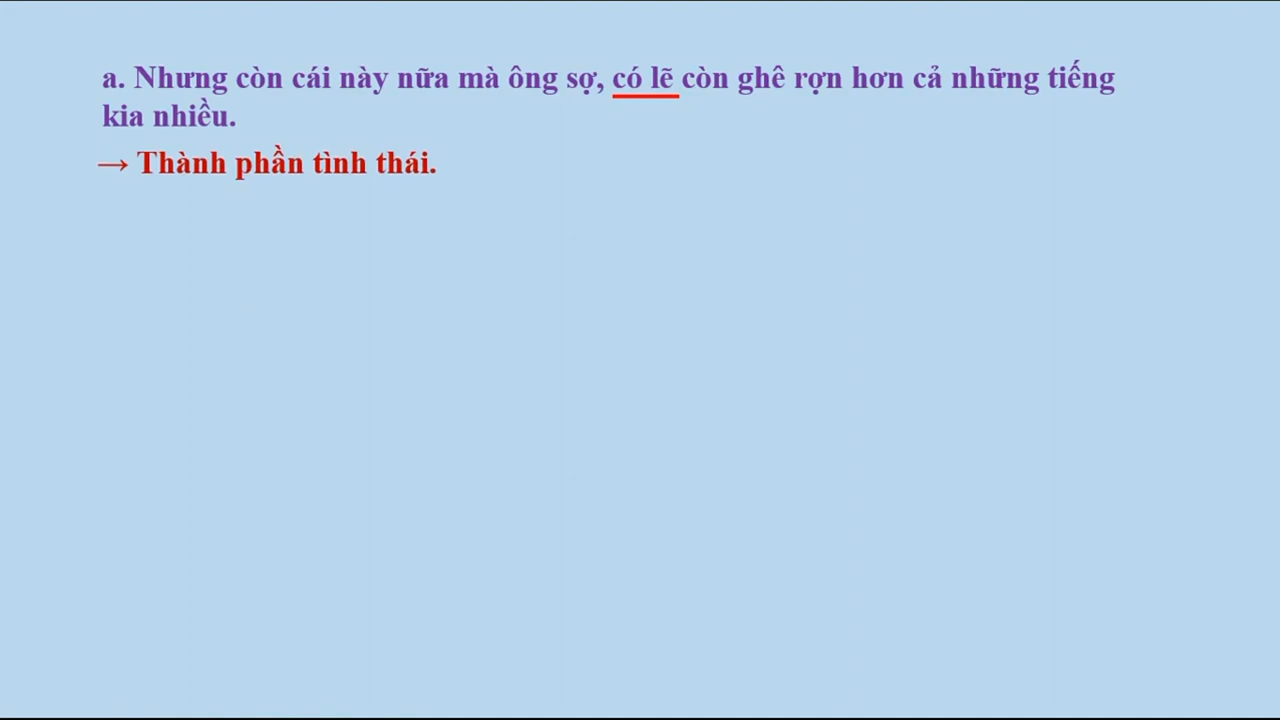 a. Nhưng còn cái này nữa mà ông sợ, có lẽ còn ghê rợn hơn cả những tiếng
kia nhiều.
→ Thành phần tình thái.